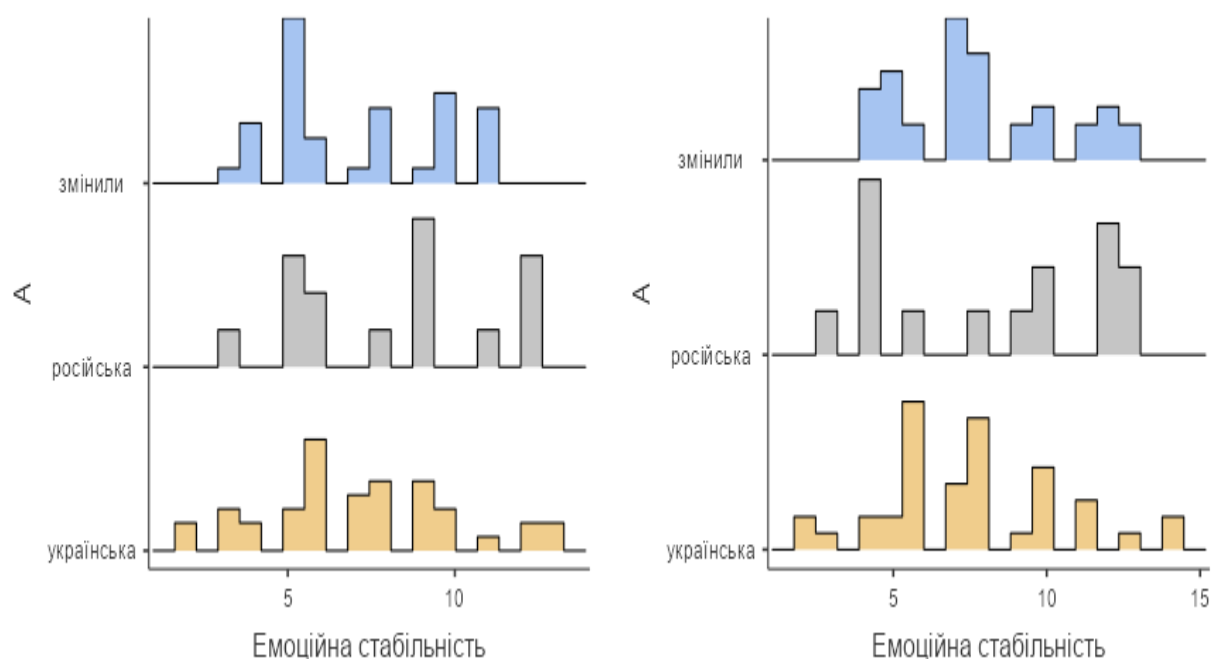 змінили
російська
українська
A
5
10
Емоційна стабільність
змінили
російська
українська
A
5
10
15
Емоційна стабільність